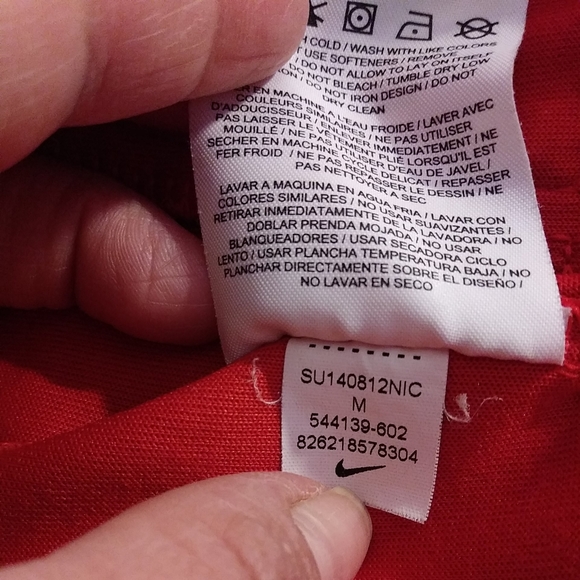 COLD / WASH WITH LIKE COLORS
USE SOFTENERS / REMOVE
/ DO NOT ALLOW TO LAY ON ITSELF
DO NOT BLEACH / TUMBLE DRY LOW
/ DO NOT IRON DESIGN / DO NOT
DRY CLEAN
EN MACHINE À L'EAU FROIDE / LAVER AVEC
COULEURS SIMILAIRES / NE PAS UTILISER
D'ADOUCISSEUR / ENLEVER IMMÉDIATEMENT / NE
PAS LAISSER LE VÊTEMENT PLIÉ LORSQU'IL EST
MOUILLÉ / NE PAS UTILISER D'EAU DE JAVEL /
SÉCHER EN MACHINE CYCLE DÉLICAT / REPASSER
FER FROID / NE PAS REPASSER LE DESSIN / NE
PAS NETTOYER À SEC
LAVAR A MAQUINA EN AGUA FRIA / LAVAR CON
COLORES SIMILARES / NO USAR SUAVIZANTES /
RETIRAR INMEDIATAMENTE DE LA LAVADORA / NO
DOBLAR PRENDA MOJADA / NO USAR
BLANQUEADORES / USAR SECADORA CICLO
LENTO / USAR PLANCHA TEMPERATURA BAJA / NO
PLANCHAR DIRECTAMENTE SOBRE EL DISEÑO /
NO LAVAR EN SECO
SU140812NIC
M
544139-602
826218578304